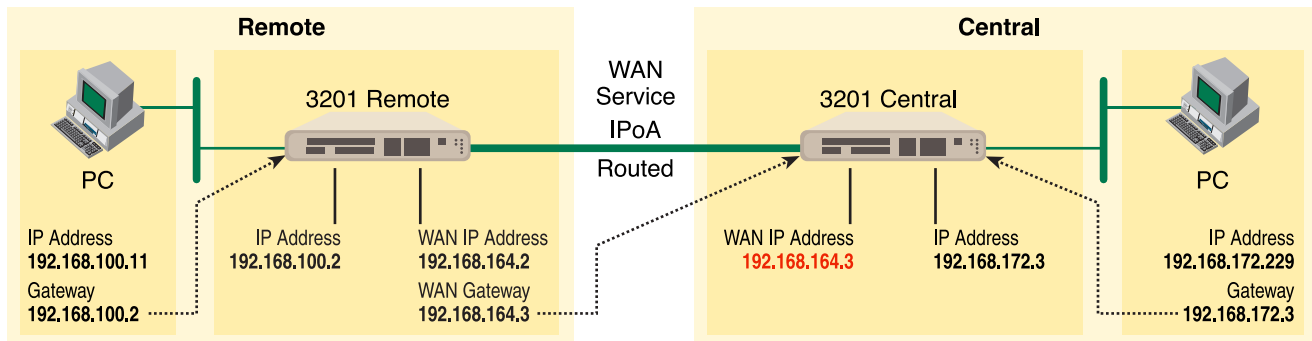 Remote
PC
IP Address
192.168.100.11
Gateway
192.168.100.2
3201 Remote
IP Address
192.168.100.2
WAN IP Address
192.168.164.2
WAN Gateway
192.168.164.3
WAN
Service
IPoA
Routed
Central
3201 Central
WAN IP Address
192.168.164.3
IP Address
192.168.172.3
PC
IP Address
192.168.172.229
Gateway
192.168.172.3